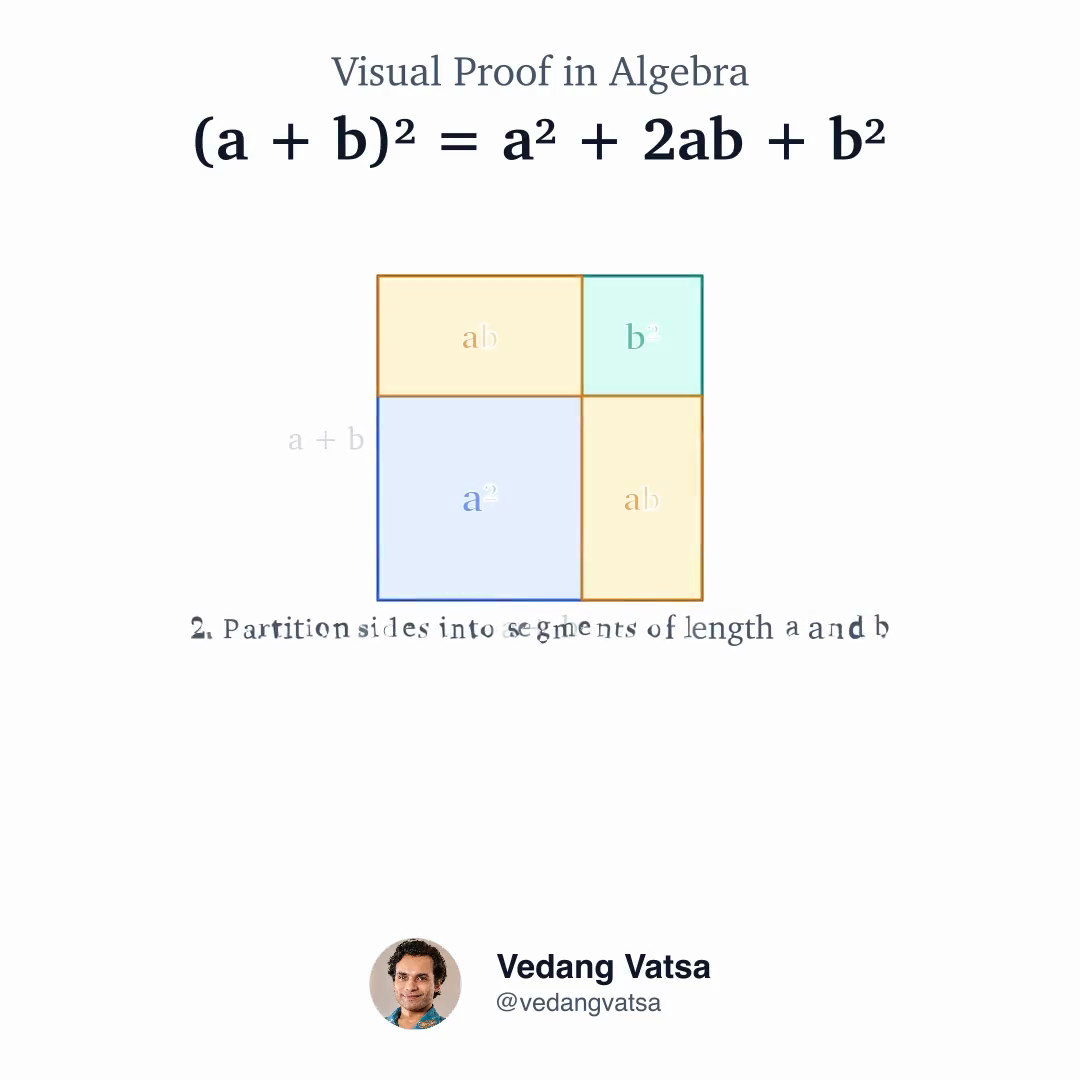 Visual Proof in Algebra
(a + b)² = a² + 2ab + b²
ab
b²
a + b
a²
ab
2. Partition sides into segments of length a and b
Vedang Vatsa
@vedangvatsa